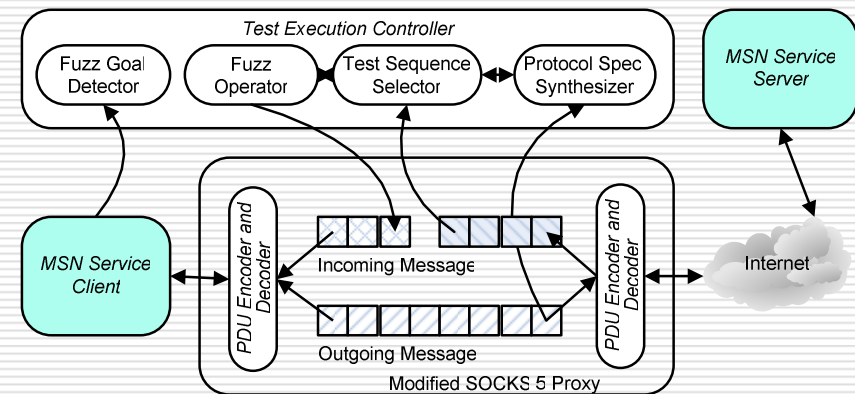 Test Execution Controller
Fuzz Goal
Detector
Fuzz
Operator
Test Sequence
Selector
Protocol Spec
Synthesizer
MSN Service
Server
MSN Service
Client
PDU Encoder and
Decoder
Incoming Message
Outgoing Message
PDU Encoder and
Decoder
Internet
Modified SOCKS 5 Proxy